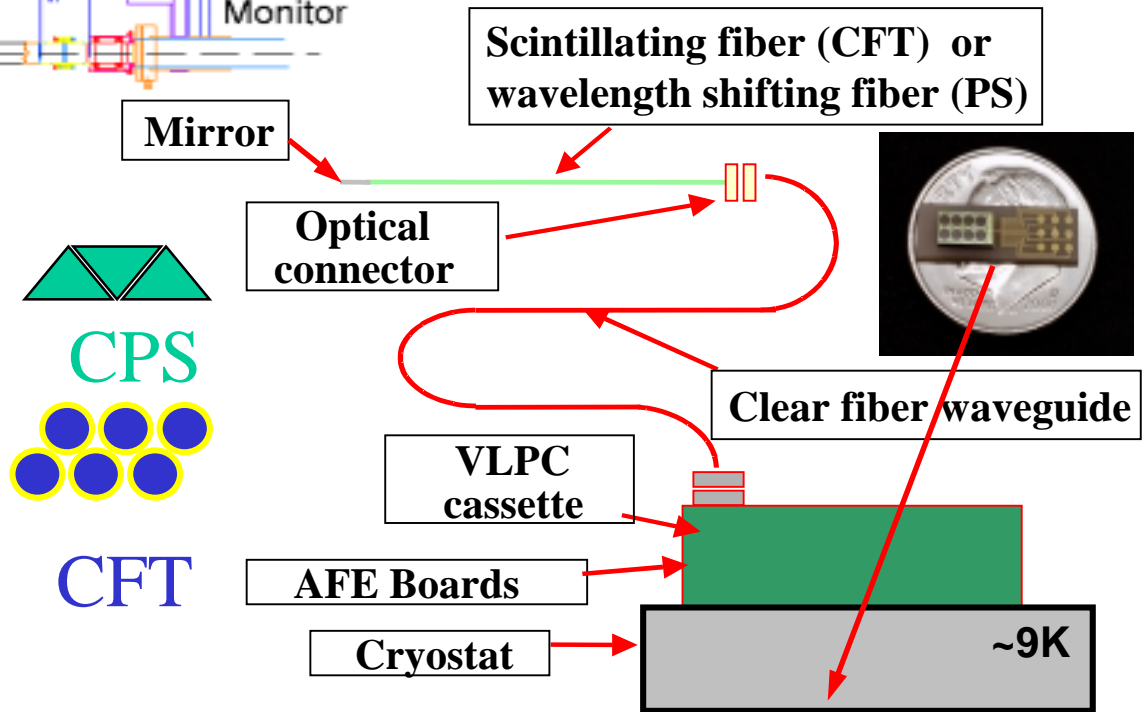 Monitor
Scintillating fiber (CFT) or
wavelength shifting fiber (PS)
Mirror
Optical
connector
CPS
Clear fiber waveguide
VLPC
cassette
CFT
AFE Boards
Cryostat
~9K